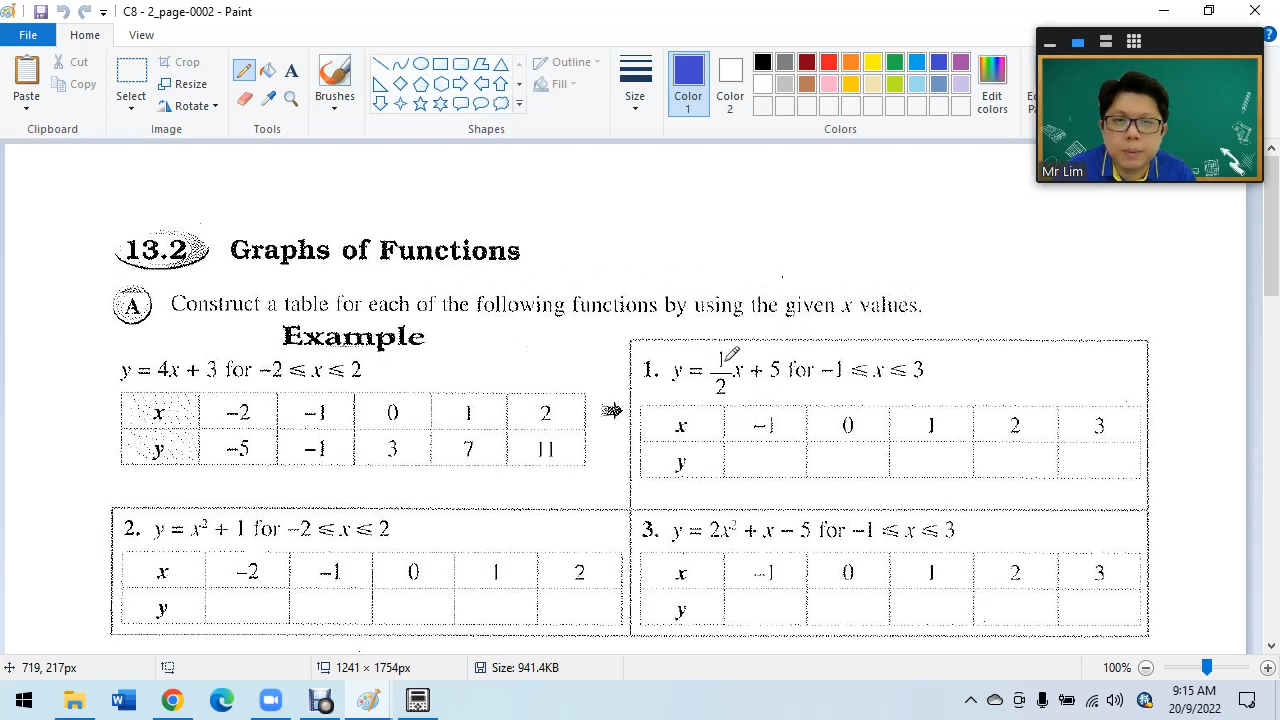 C8 - 2_page-0002 - Paint
File Home View
Paste
Cut
Copy
Clipboard
Select
Crop
Resize
Rotate
Image
Tools
Brushes
Shapes
Outline
Fill
Size
Color 1
Color 2
Edit colors
Colors
Mr Lim
13.2 Graphs of Functions
A Construct a table for each of the following functions by using the given x values.
Example
y = 4x + 3 for −2 ≤ x ≤ 2
x −2 −1 0 1 2
y −5 −1 3 7 11
1. y = 1/2 x + 5 for −1 ≤ x ≤ 3
x −1 0 1 2 3
y
2. y = x² + 1 for −2 ≤ x ≤ 2
x −2 −1 0 1 2
y
3. y = 2x² + x − 5 for −1 ≤ x ≤ 3
x −1 0 1 2 3
y
719, 217px
1241 × 1754px
Size: 941.4KB
100%
9:15 AM
20/9/2022